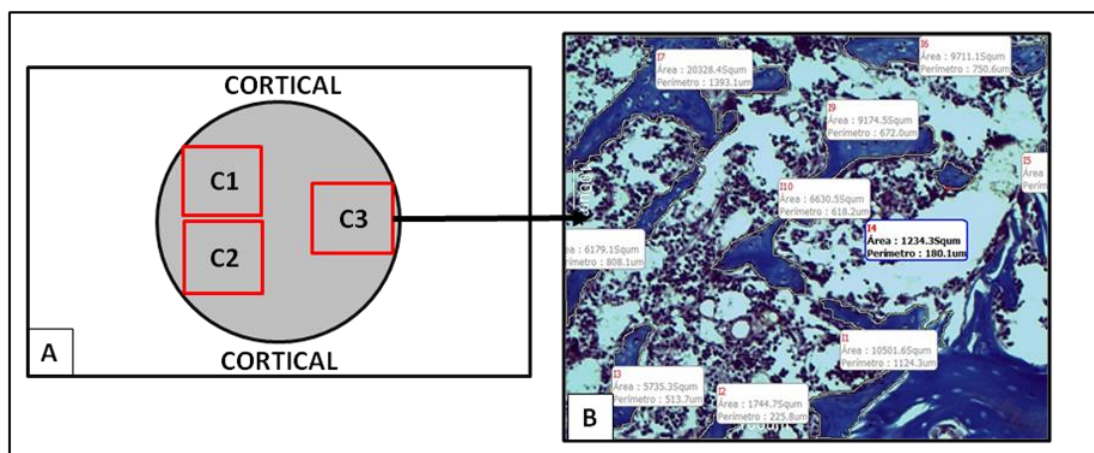 CORTICAL
C1
C2
C3
CORTICAL
A
I7
Área : 20328.4Squm
Perímetro : 1393.1um
I6
Área : 9711.1Squm
Perímetro : 750.6um
I9
Área : 9174.5Squm
Perímetro : 672.0um
I5
I10
Área : 6630.5Squm
Perímetro : 618.2um
I4
Área : 1234.3Squm
Perímetro : 180.1um
: 6179.1Squm
: 808.1um
I1
Área : 10501.6Squm
Perímetro : 1124.3um
I3
Área : 5735.3Squm
Perímetro : 513.7um
I2
Área : 1744.7Squm
Perímetro : 225.8um
B